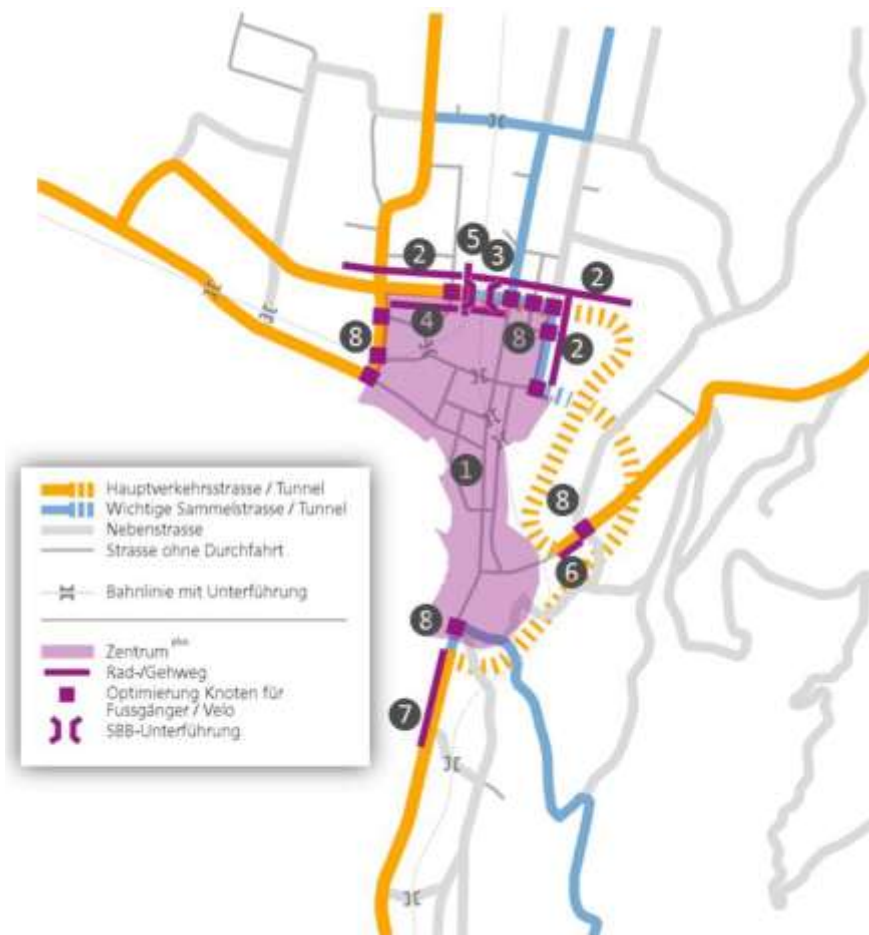 5
3
2
2
4
8
8
2
1
8
6
8
7
Hauptverkehrsstrasse / Tunnel
Wichtige Sammelstrasse / Tunnel
Nebenstrasse
Strasse ohne Durchfahrt
Bahnlinie mit Unterführung
Zentrum plus
Rad-/Gehweg
Optimierung Knoten für
Fussgänger / Velo
SBB-Unterführung